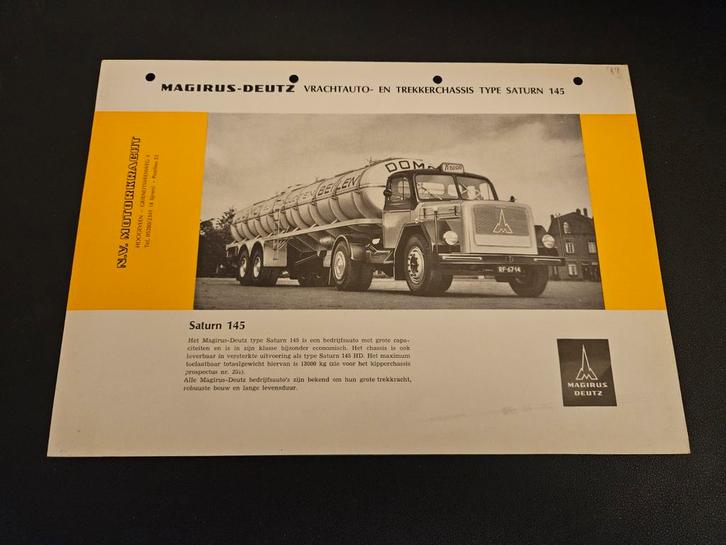 MAGIRUS-DEUTZ VRACHTAUTO- EN TREKKERCHASSIS TYPE SATURN 145
N.V. MOTORKRACHT
HOOGEVEEN -
DOM
BEILEN
RF-67-14
Saturn 145
Het Magirus-Deutz type Saturn 145 is een bedrijfsauto met grote capa-
citeiten en is in zijn klasse bijzonder economisch. Het chassis is ook
leverbaar in versterkte uitvoering als type Saturn 145 HD. Het maximum
toelaatbaar totaalgewicht hiervan is 13000 kg (zie voor het kipperchassis
prospectus nr.
Alle Magirus-Deutz bedrijfsauto's zijn bekend om hun grote trekkracht,
robuuste bouw en lange levensduur.
MAGIRUS
DEUTZ